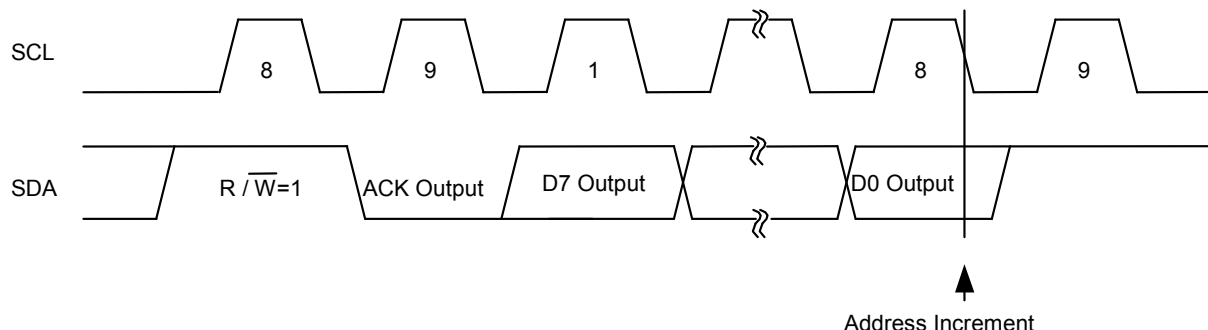 SCL
8 9 1 8 9
SDA
R / W=1 ACK Output D7 Output D0 Output
Address Increment